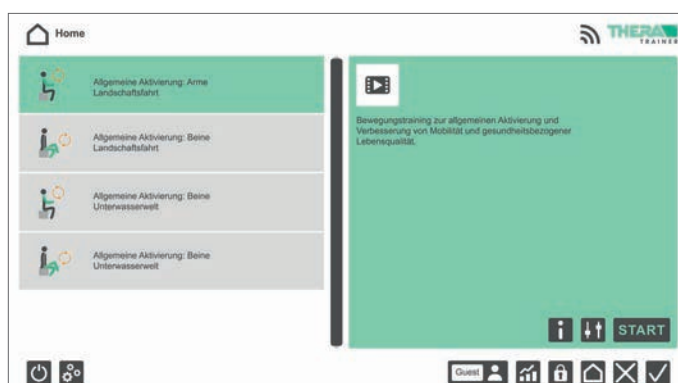 Home
THERA
TRAINER
Allgemeine Aktivierung: Arme
Landschaftsfahrt
Allgemeine Aktivierung: Beine
Landschaftsfahrt
Allgemeine Aktivierung: Beine
Unterwasserwelt
Allgemeine Aktivierung: Beine
Unterwasserwelt
Bewegungstraining zur allgemeinen Aktivierung und
Verbesserung von Mobilität und gesundheitsbezogener
Lebensqualität.
START
Guest